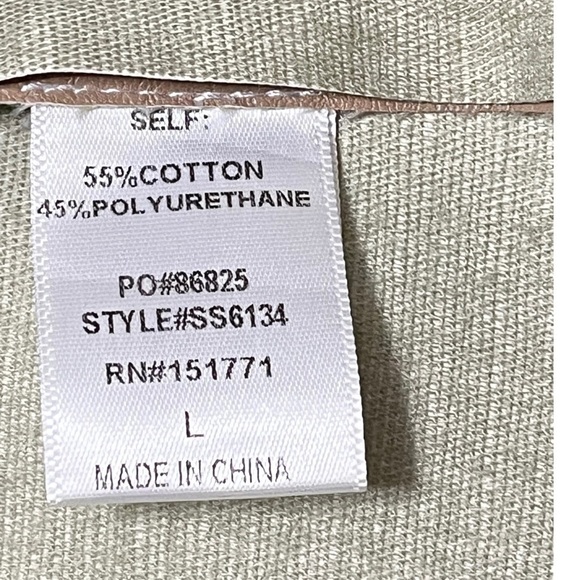 SELF:
55%COTTON
45%POLYURETHANE
PO#86825
STYLE#SS6134
RN#151771
L
MADE IN CHINA